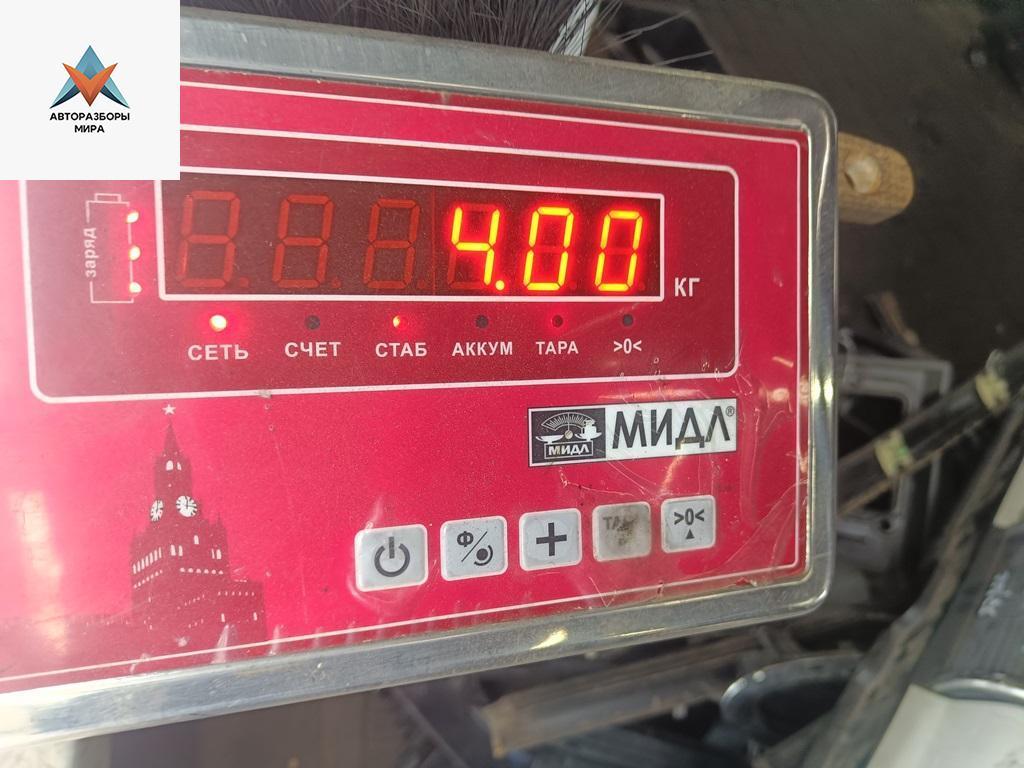 АВТОРАЗБОРЫ
МИРА
заряд
4.00
КГ
СЕТЬ СЧЕТ СТАБ АККУМ ТАРА >0<
МИДЛ МИДЛ®
Ф + >0<